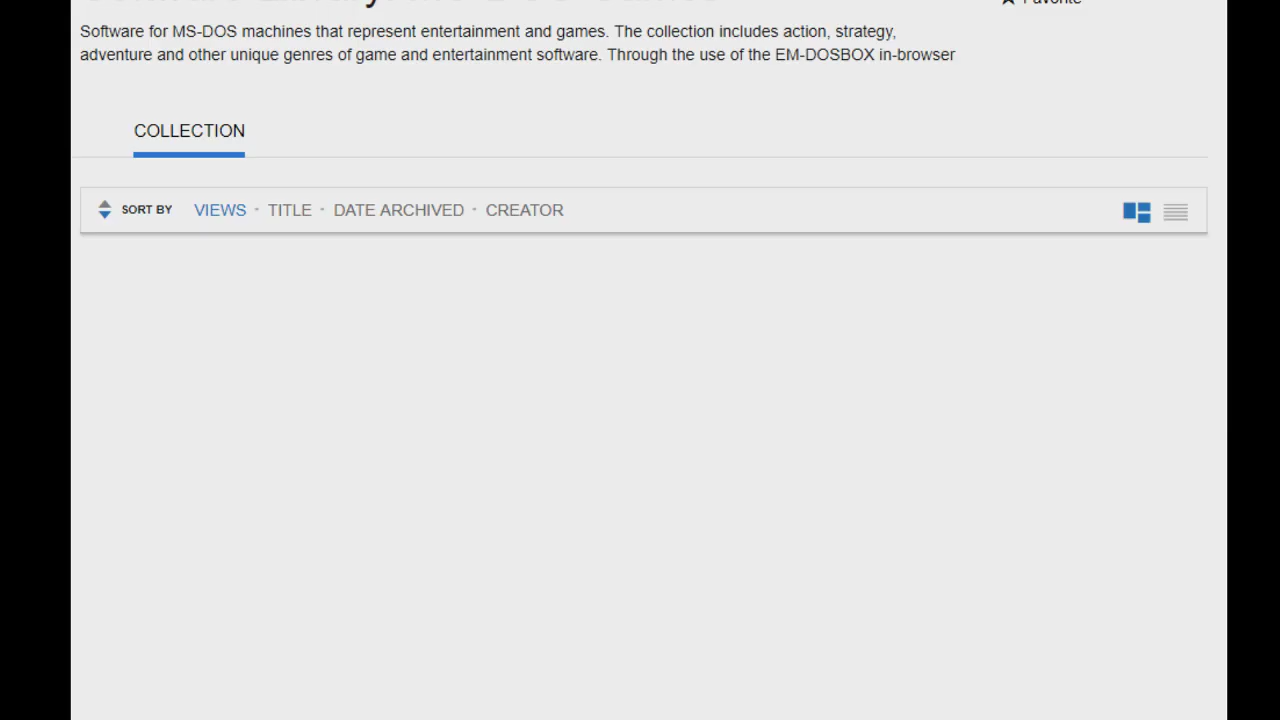 Favorite
Software for MS-DOS machines that represent entertainment and games. The collection includes action, strategy,
adventure and other unique genres of game and entertainment software. Through the use of the EM-DOSBOX in-browser
COLLECTION
SORT BY VIEWS · TITLE · DATE ARCHIVED · CREATOR